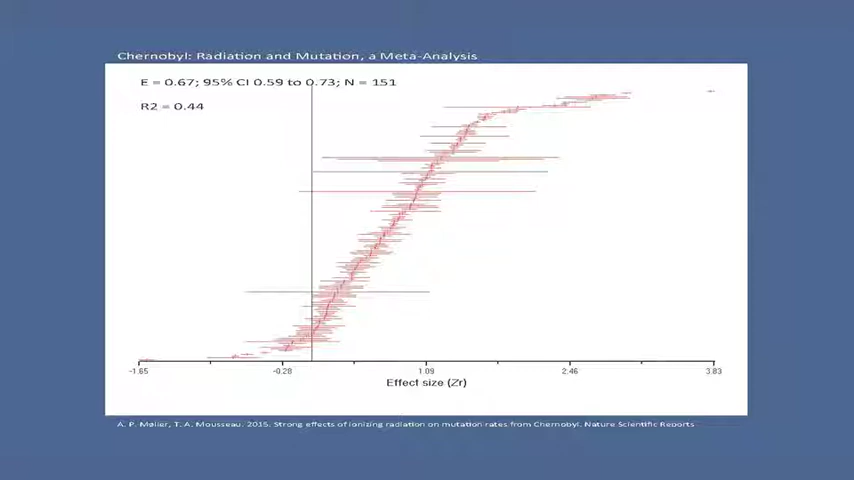 Chernobyl: Radiation and Mutation, a Meta-Analysis
E = 0.67; 95% CI 0.59 to 0.73; N = 151
R2 = 0.44
-1.65 -0.28 1.09 2.46 3.83
Effect size (Zr)
A. P. Møller, T. A. Mousseau. 2015. Strong effects of ionizing radiation on mutation rates from Chernobyl. Nature Scientific Reports